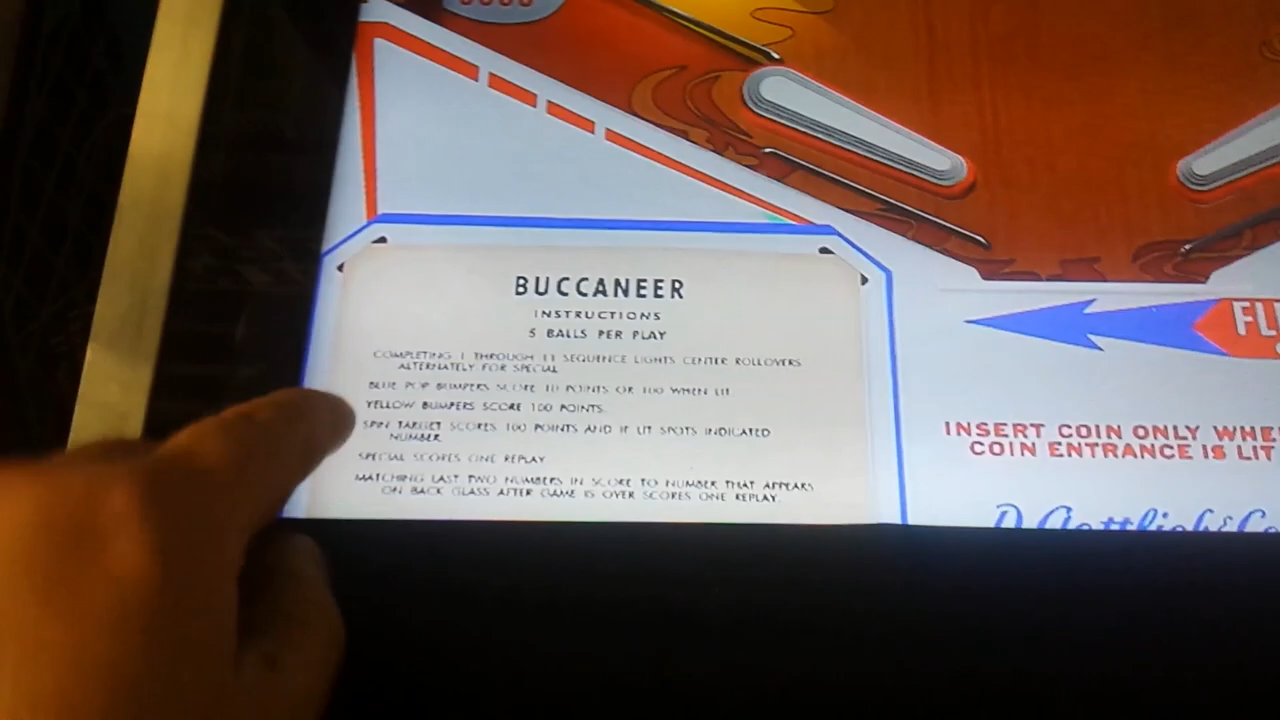 BUCCANEER
INSTRUCTIONS
5 BALLS PER PLAY
COMPLETING 1 THROUGH 11 SEQUENCE LIGHTS CENTER ROLLOVERS
ALTERNATELY FOR SPECIAL
BLUE POP BUMPERS SCORE 10 POINTS OR 100 WHEN LIT
YELLOW BUMPERS SCORE 100 POINTS.
SPIN TARGET SCORES 100 POINTS AND IF LIT SPOTS INDICATED
NUMBER
SPECIAL SCORES ONE REPLAY
MATCHING LAST TWO NUMBERS IN SCORE TO NUMBER THAT APPEARS
ON BACK GLASS AFTER GAME IS OVER SCORES ONE REPLAY.
FL
INSERT COIN ONLY WHE
COIN ENTRANCE IS LIT
D. Gottlieb & Co